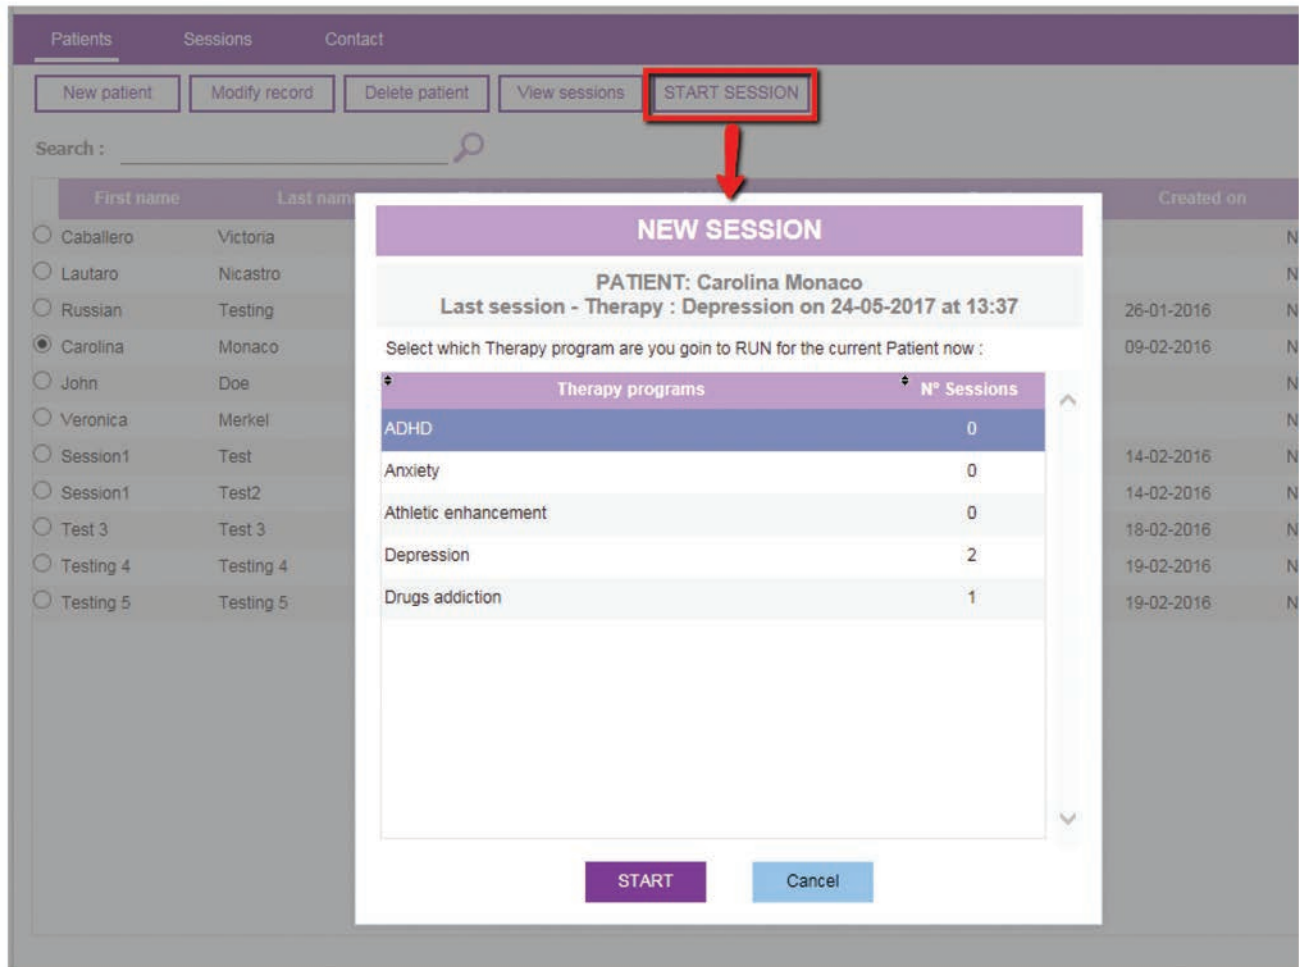 Patients Sessions Contact
New patient Modify record Delete patient View sessions START SESSION
Search :
First name Last nam Created on
NEW SESSION
Caballero Victoria N
PATIENT: Carolina Monaco
Lautaro Nicastro N
Last session - Therapy : Depression on 24-05-2017 at 13:37
Russian Testing 26-01-2016 N
Carolina Monaco 09-02-2016 N
Select which Therapy program are you goin to RUN for the current Patient now :
John Doe N
Therapy programs N° Sessions
Veronica Merkel N
ADHD 0
Session1 Test 14-02-2016 N
Anxiety 0
Session1 Test2 14-02-2016 N
Athletic enhancement 0
Test 3 Test 3 18-02-2016 N
Depression 2
Testing 4 Testing 4 19-02-2016 N
Drugs addiction 1
Testing 5 Testing 5 19-02-2016 N
START Cancel